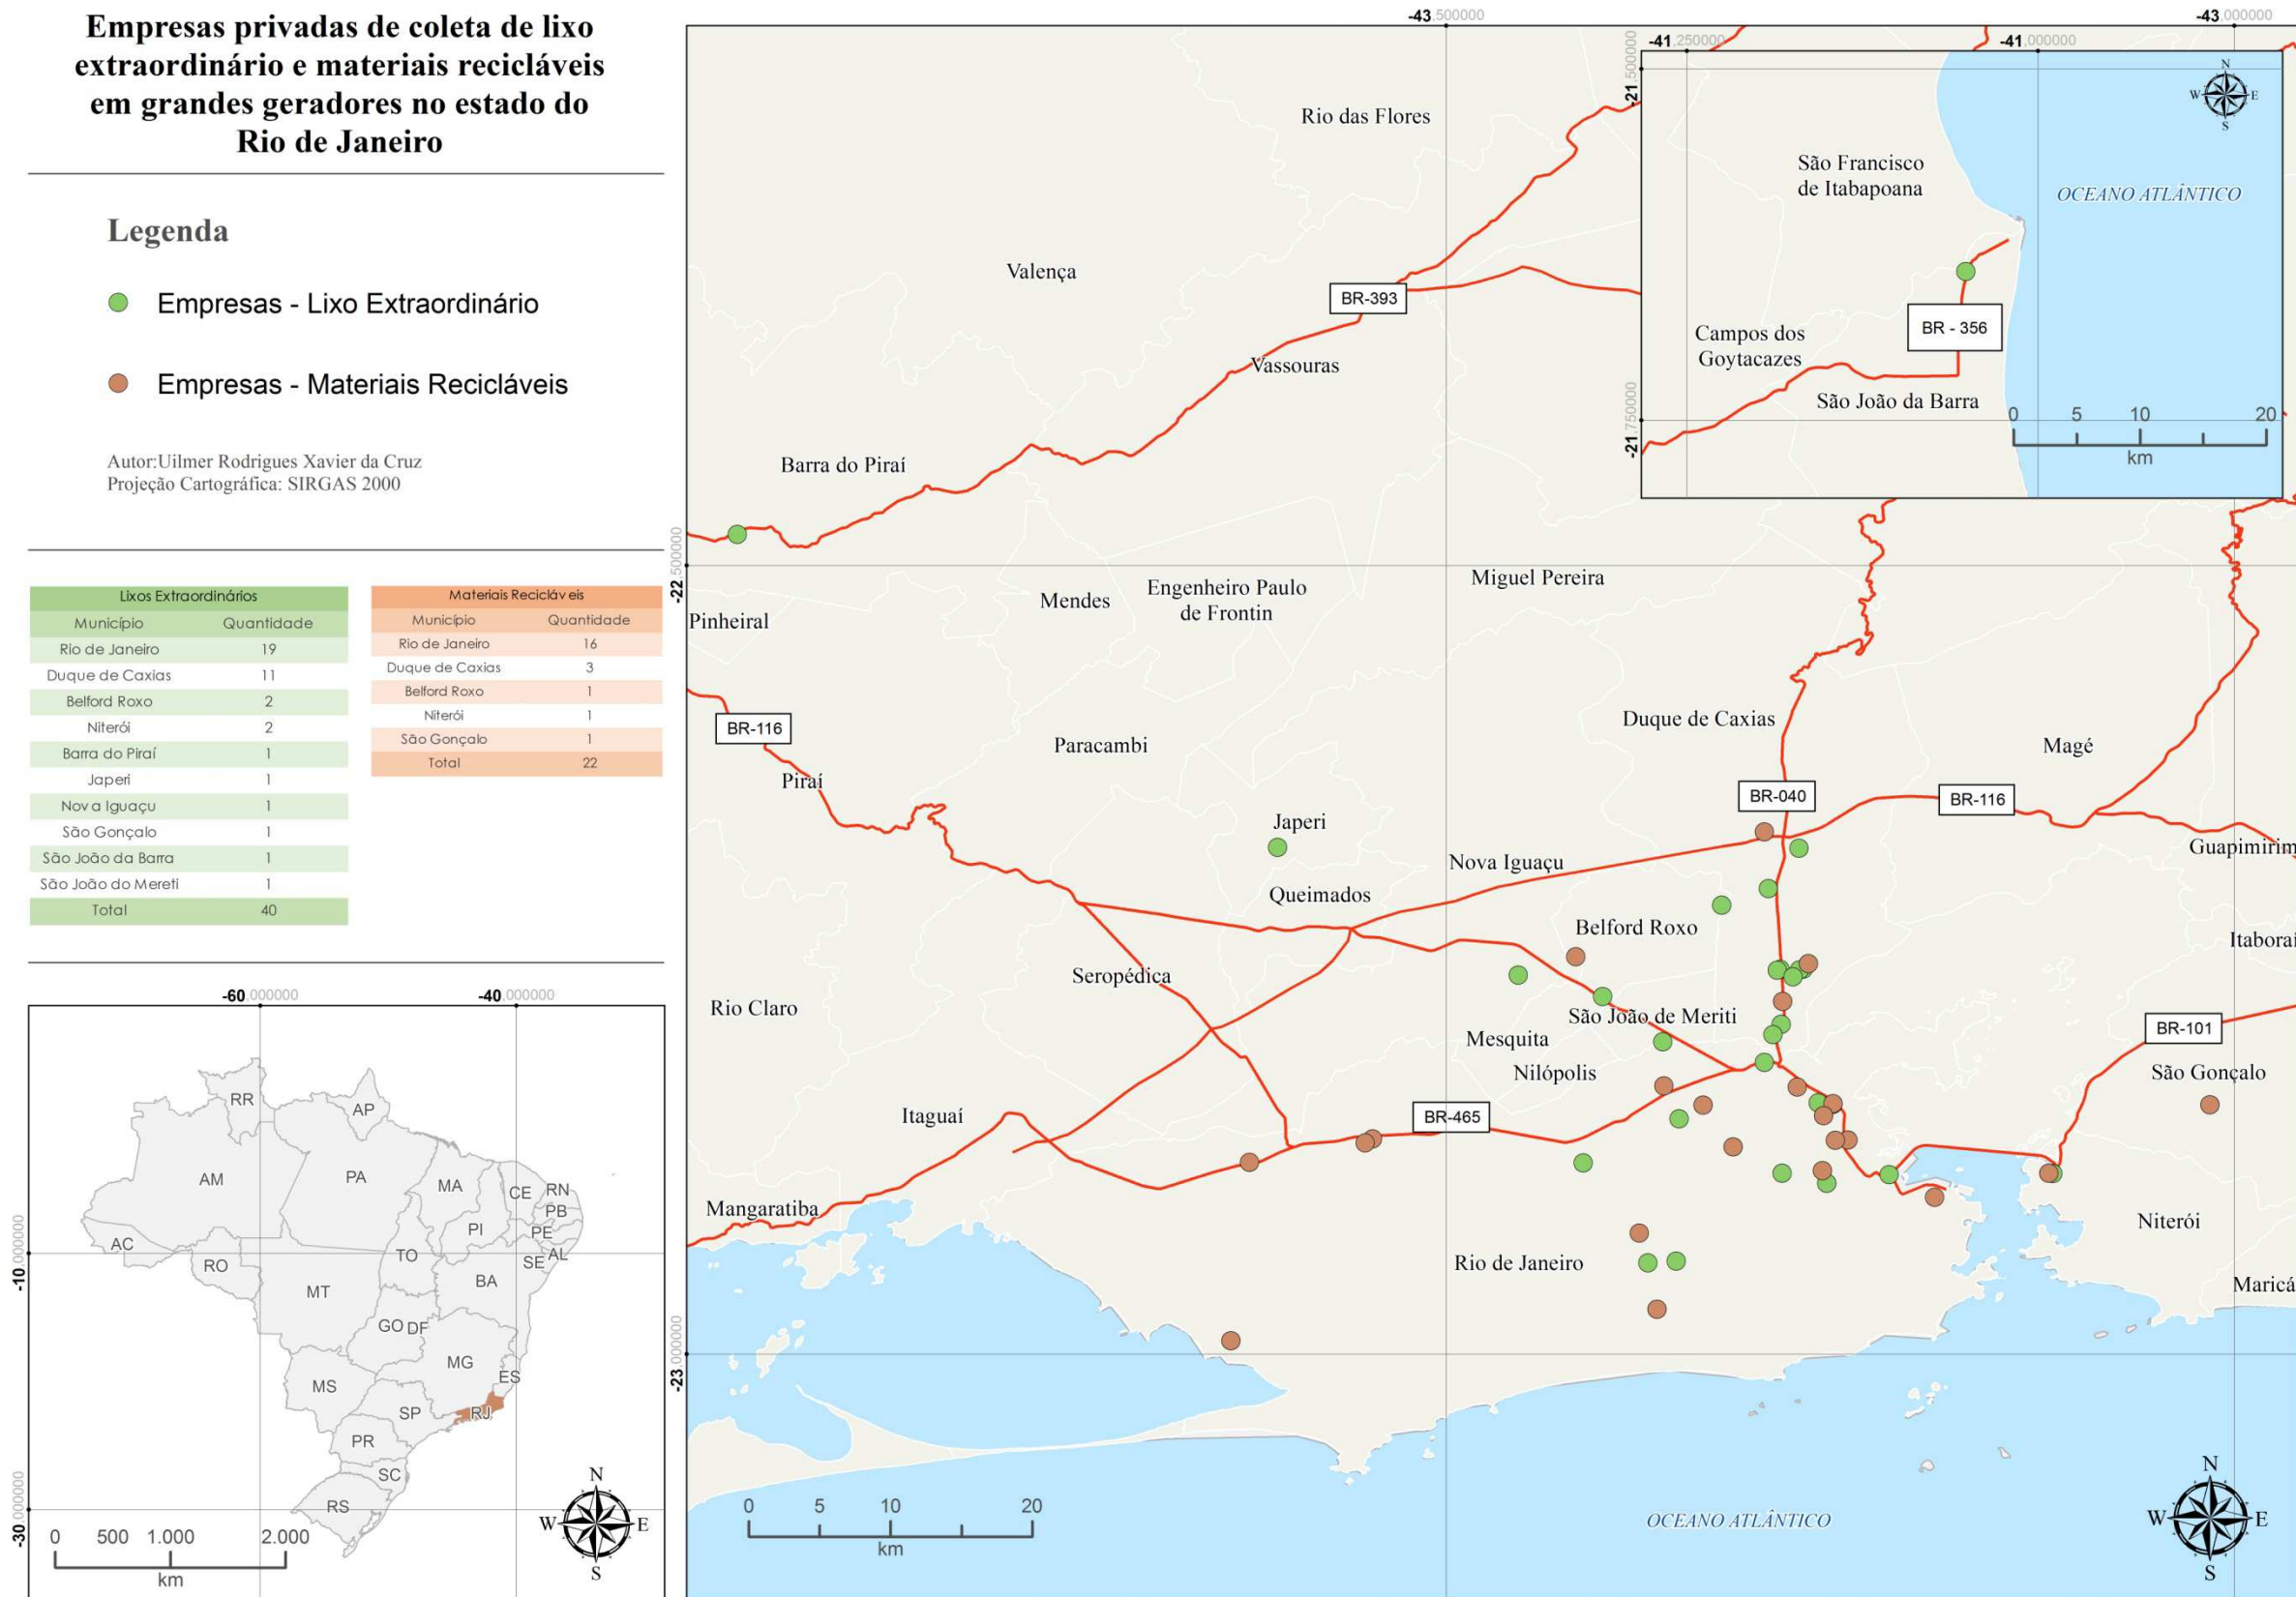 Empresas privadas de coleta de lixo
extraordinário e materiais recicláveis
em grandes geradores no estado do
Rio de Janeiro
Legenda
Empresas - Lixo Extraordinário
Empresas - Materiais Recicláveis
Autor:Uilmer Rodrigues Xavier da Cruz
Projeção Cartográfica: SIRGAS 2000
Lixos Extraordinários
Município Quantidade
Rio de Janeiro 19
Duque de Caxias 11
Belford Roxo 2
Niterói 2
Barra do Piraí 1
Japeri 1
Nova Iguaçu 1
São Gonçalo 1
São João da Barra 1
São João do Mereti 1
Total 40
Materiais Recicláveis
Município Quantidade
Rio de Janeiro 16
Duque de Caxias 3
Belford Roxo 1
Niterói 1
São Gonçalo 1
Total 22
-60,000000 -40,000000
-10,000000
-30,000000
RR
AP
AM
PA
MA
CE
RN
PB
PI
PE
AC
RO
TO
SE
AL
MT
BA
GO
DF
MG
ES
MS
SP
RJ
PR
SC
RS
0 500 1.000 2.000
km
N
W E
S
-43,500000 -43,000000
-22,500000
-23,000000
Rio das Flores
Valença
BR-393
Vassouras
Barra do Piraí
Miguel Pereira
Engenheiro Paulo
de Frontin
Mendes
Pinheiral
Duque de Caxias
BR-116
Paracambi
Magé
Piraí
BR-040
BR-116
Japeri
Guapimirim
Nova Iguaçu
Queimados
Belford Roxo
Itaboraí
Seropédica
Rio Claro
São João de Meriti
BR-101
Mesquita
Nilópolis
São Gonçalo
Itaguaí
BR-465
Mangaratiba
Niterói
Rio de Janeiro
Maricá
0 5 10 20
km
OCEANO ATLÂNTICO
N
W E
S
-41,250000 -41,000000
-21,500000
-21,750000
N
W E
S
São Francisco
de Itabapoana
OCEANO ATLÂNTICO
BR - 356
Campos dos
Goytacazes
São João da Barra
0 5 10 20
km